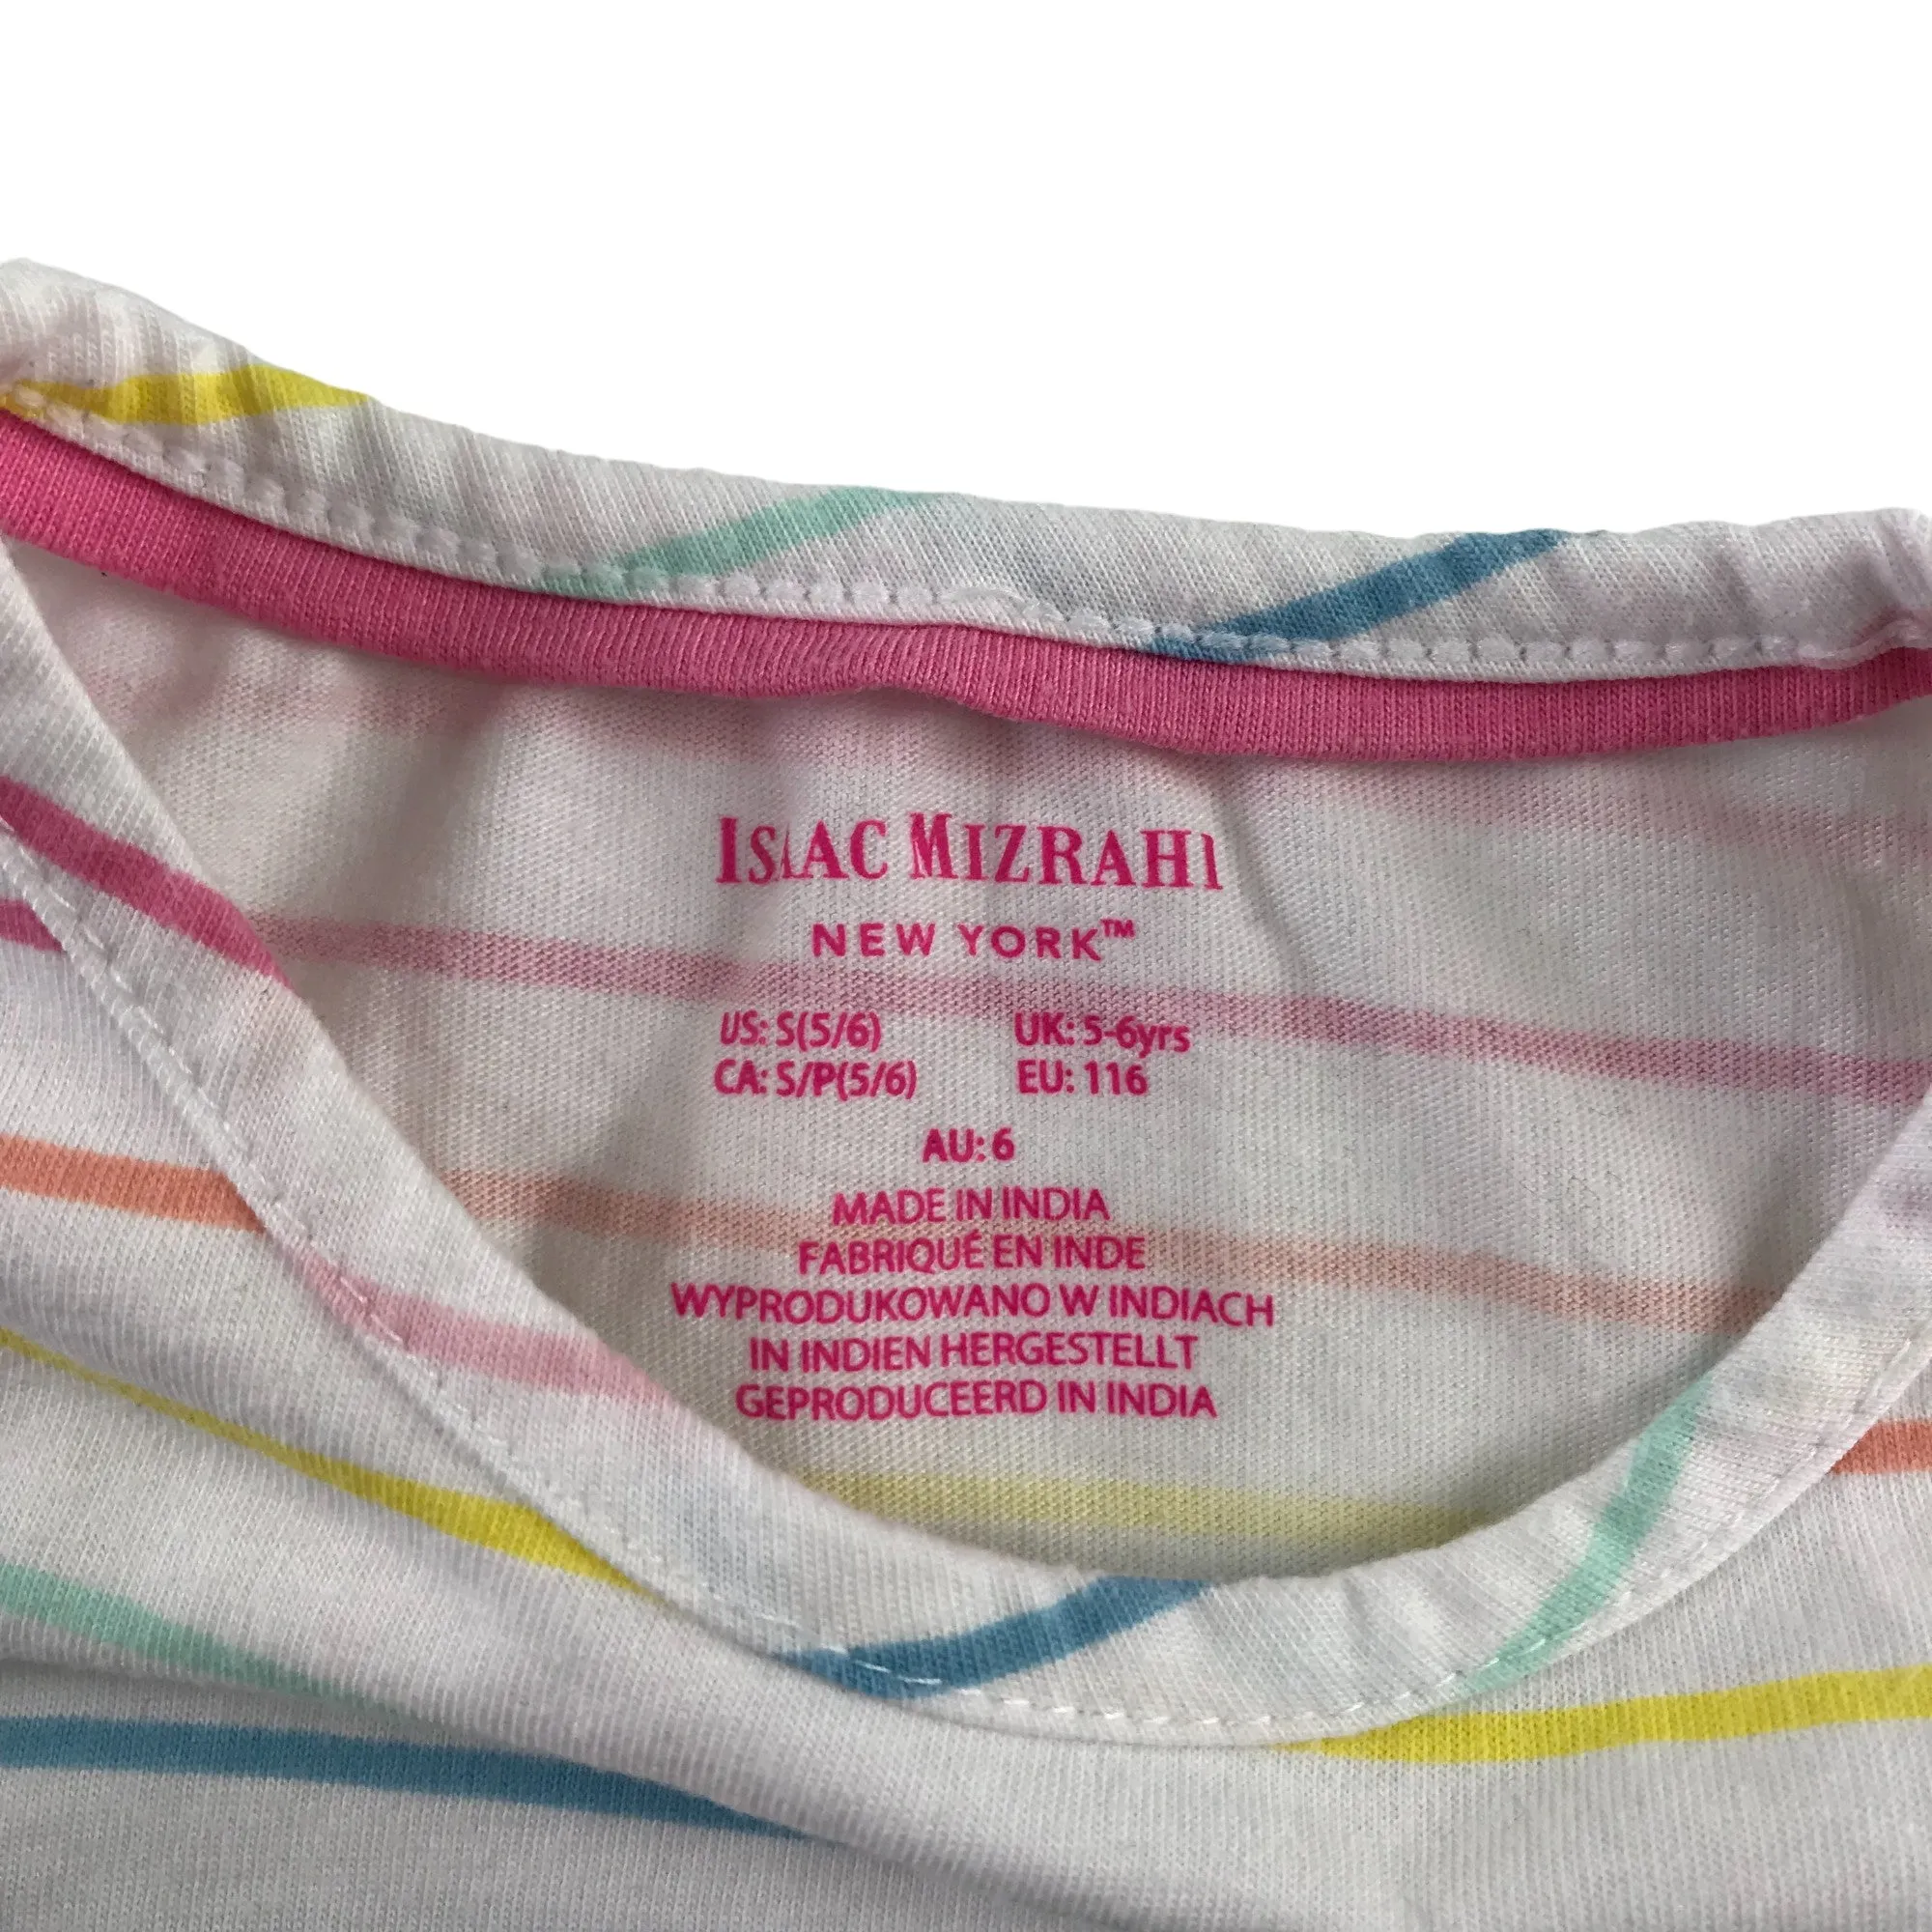 ISAAC MIZRAHI
NEW YORK™
US: S(5/6) UK: 5-6yrs
CA: S/P(5/6) EU: 116
AU: 6
MADE IN INDIA
FABRIQUÉ EN INDE
WYPRODUKOWANO W INDIACH
IN INDIEN HERGESTELLT
GEPRODUCEERD IN INDIA